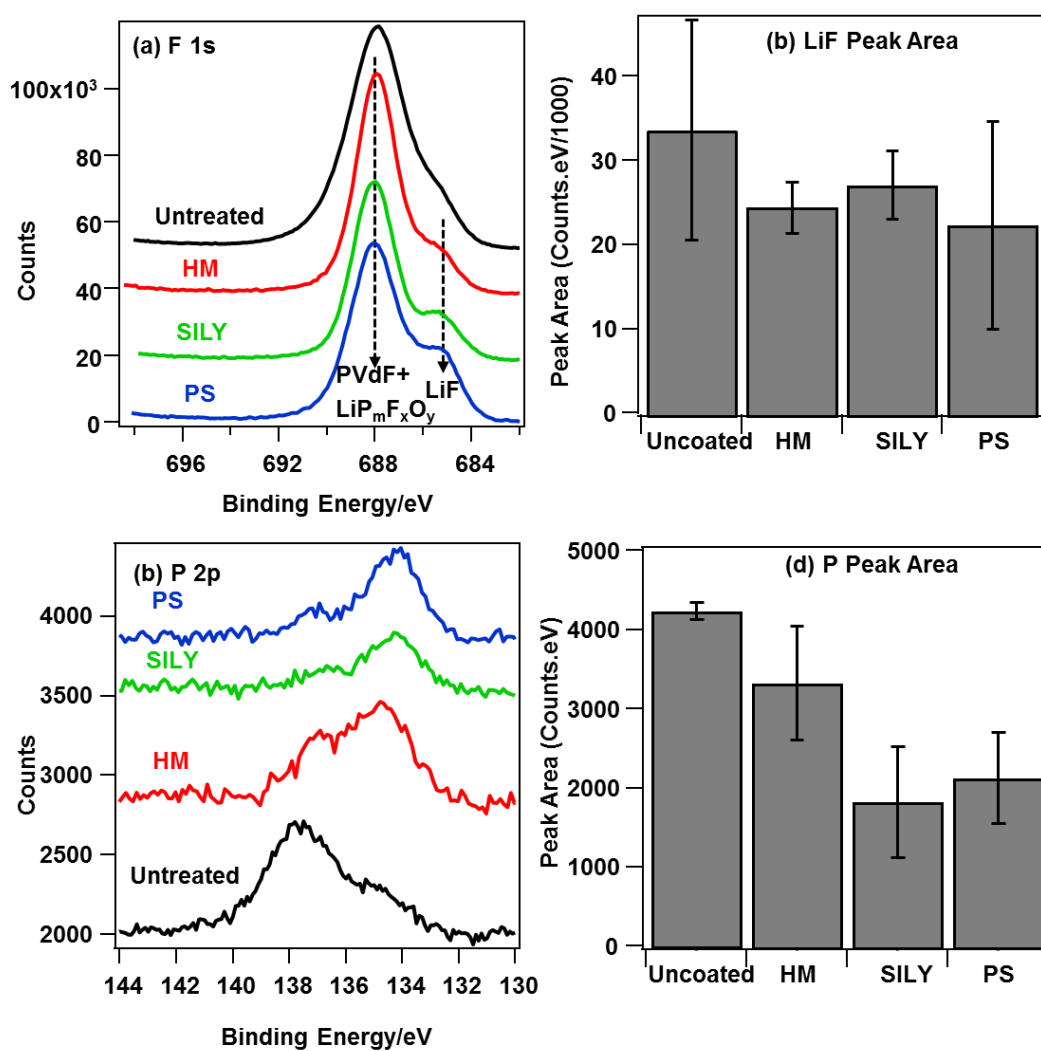 (a) F 1s
100x10³
80
60
40
20
0
Counts
Untreated
HM
SILY
PS
PVdF+
LiPₘFₓOᵧ
LiF
696
692
688
684
Binding Energy/eV
(b) LiF Peak Area
40
30
20
10
0
Peak Area (Counts.eV/1000)
Uncoated
HM
SILY
PS
(b) P 2p
PS
SILY
HM
Untreated
4000
3500
3000
2500
2000
Counts
144
142
140
138
136
134
132
130
Binding Energy/eV
(d) P Peak Area
5000
4000
3000
2000
1000
0
Peak Area (Counts.eV)
Uncoated
HM
SILY
PS